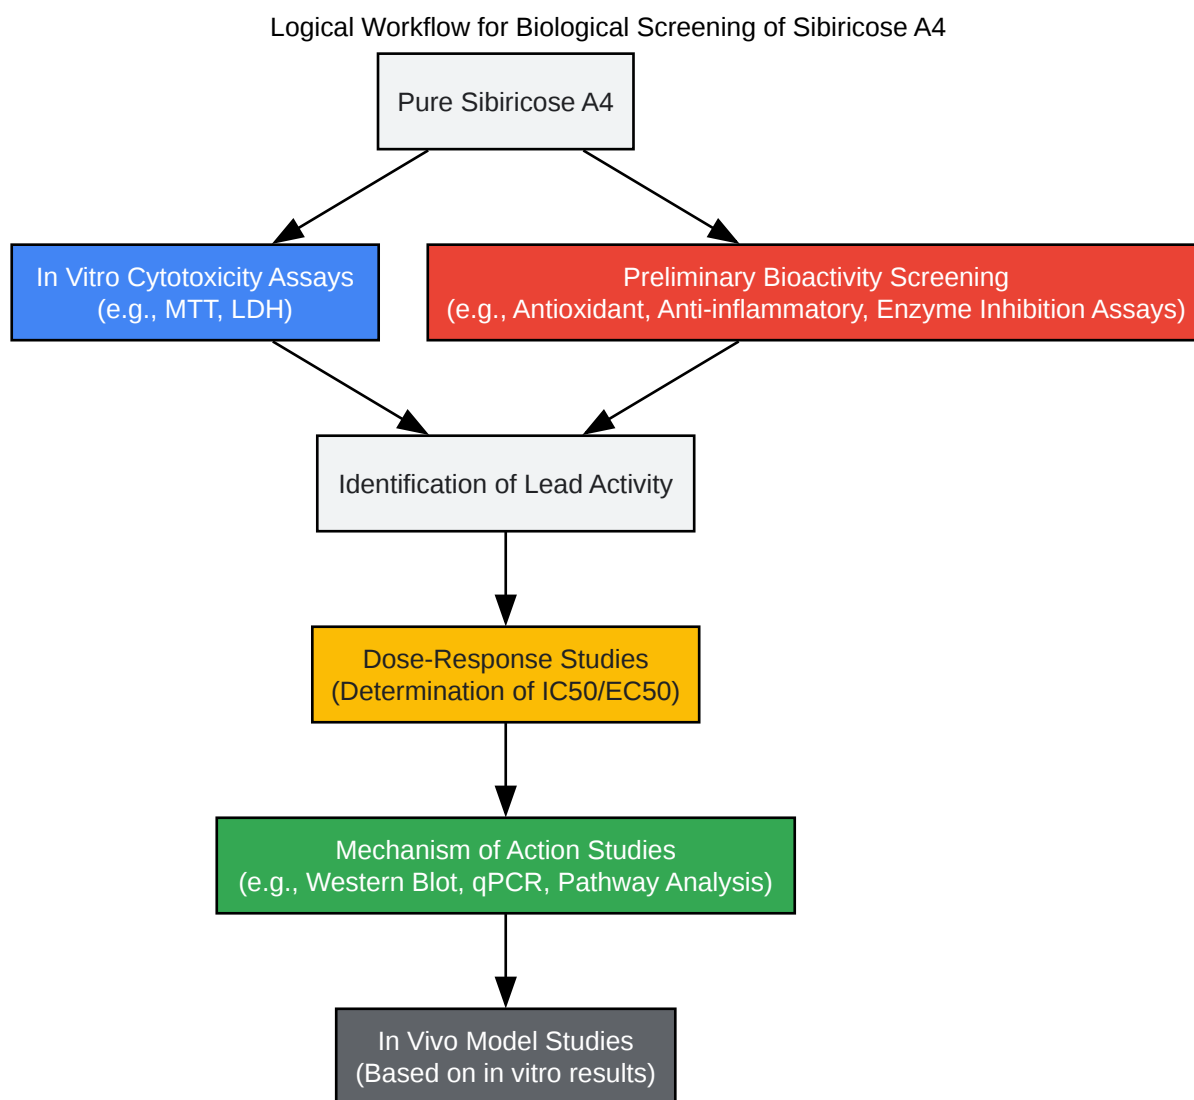 Logical Workflow for Biological Screening of Sibiricose A4
Pure Sibiricose A4
In Vitro Cytotoxicity Assays
(e.g., MTT, LDH)
Preliminary Bioactivity Screening
(e.g., Antioxidant, Anti-inflammatory, Enzyme Inhibition Assays)
Identification of Lead Activity
Dose-Response Studies
(Determination of IC50/EC50)
Mechanism of Action Studies
(e.g., Western Blot, qPCR, Pathway Analysis)
In Vivo Model Studies
(Based on in vitro results)